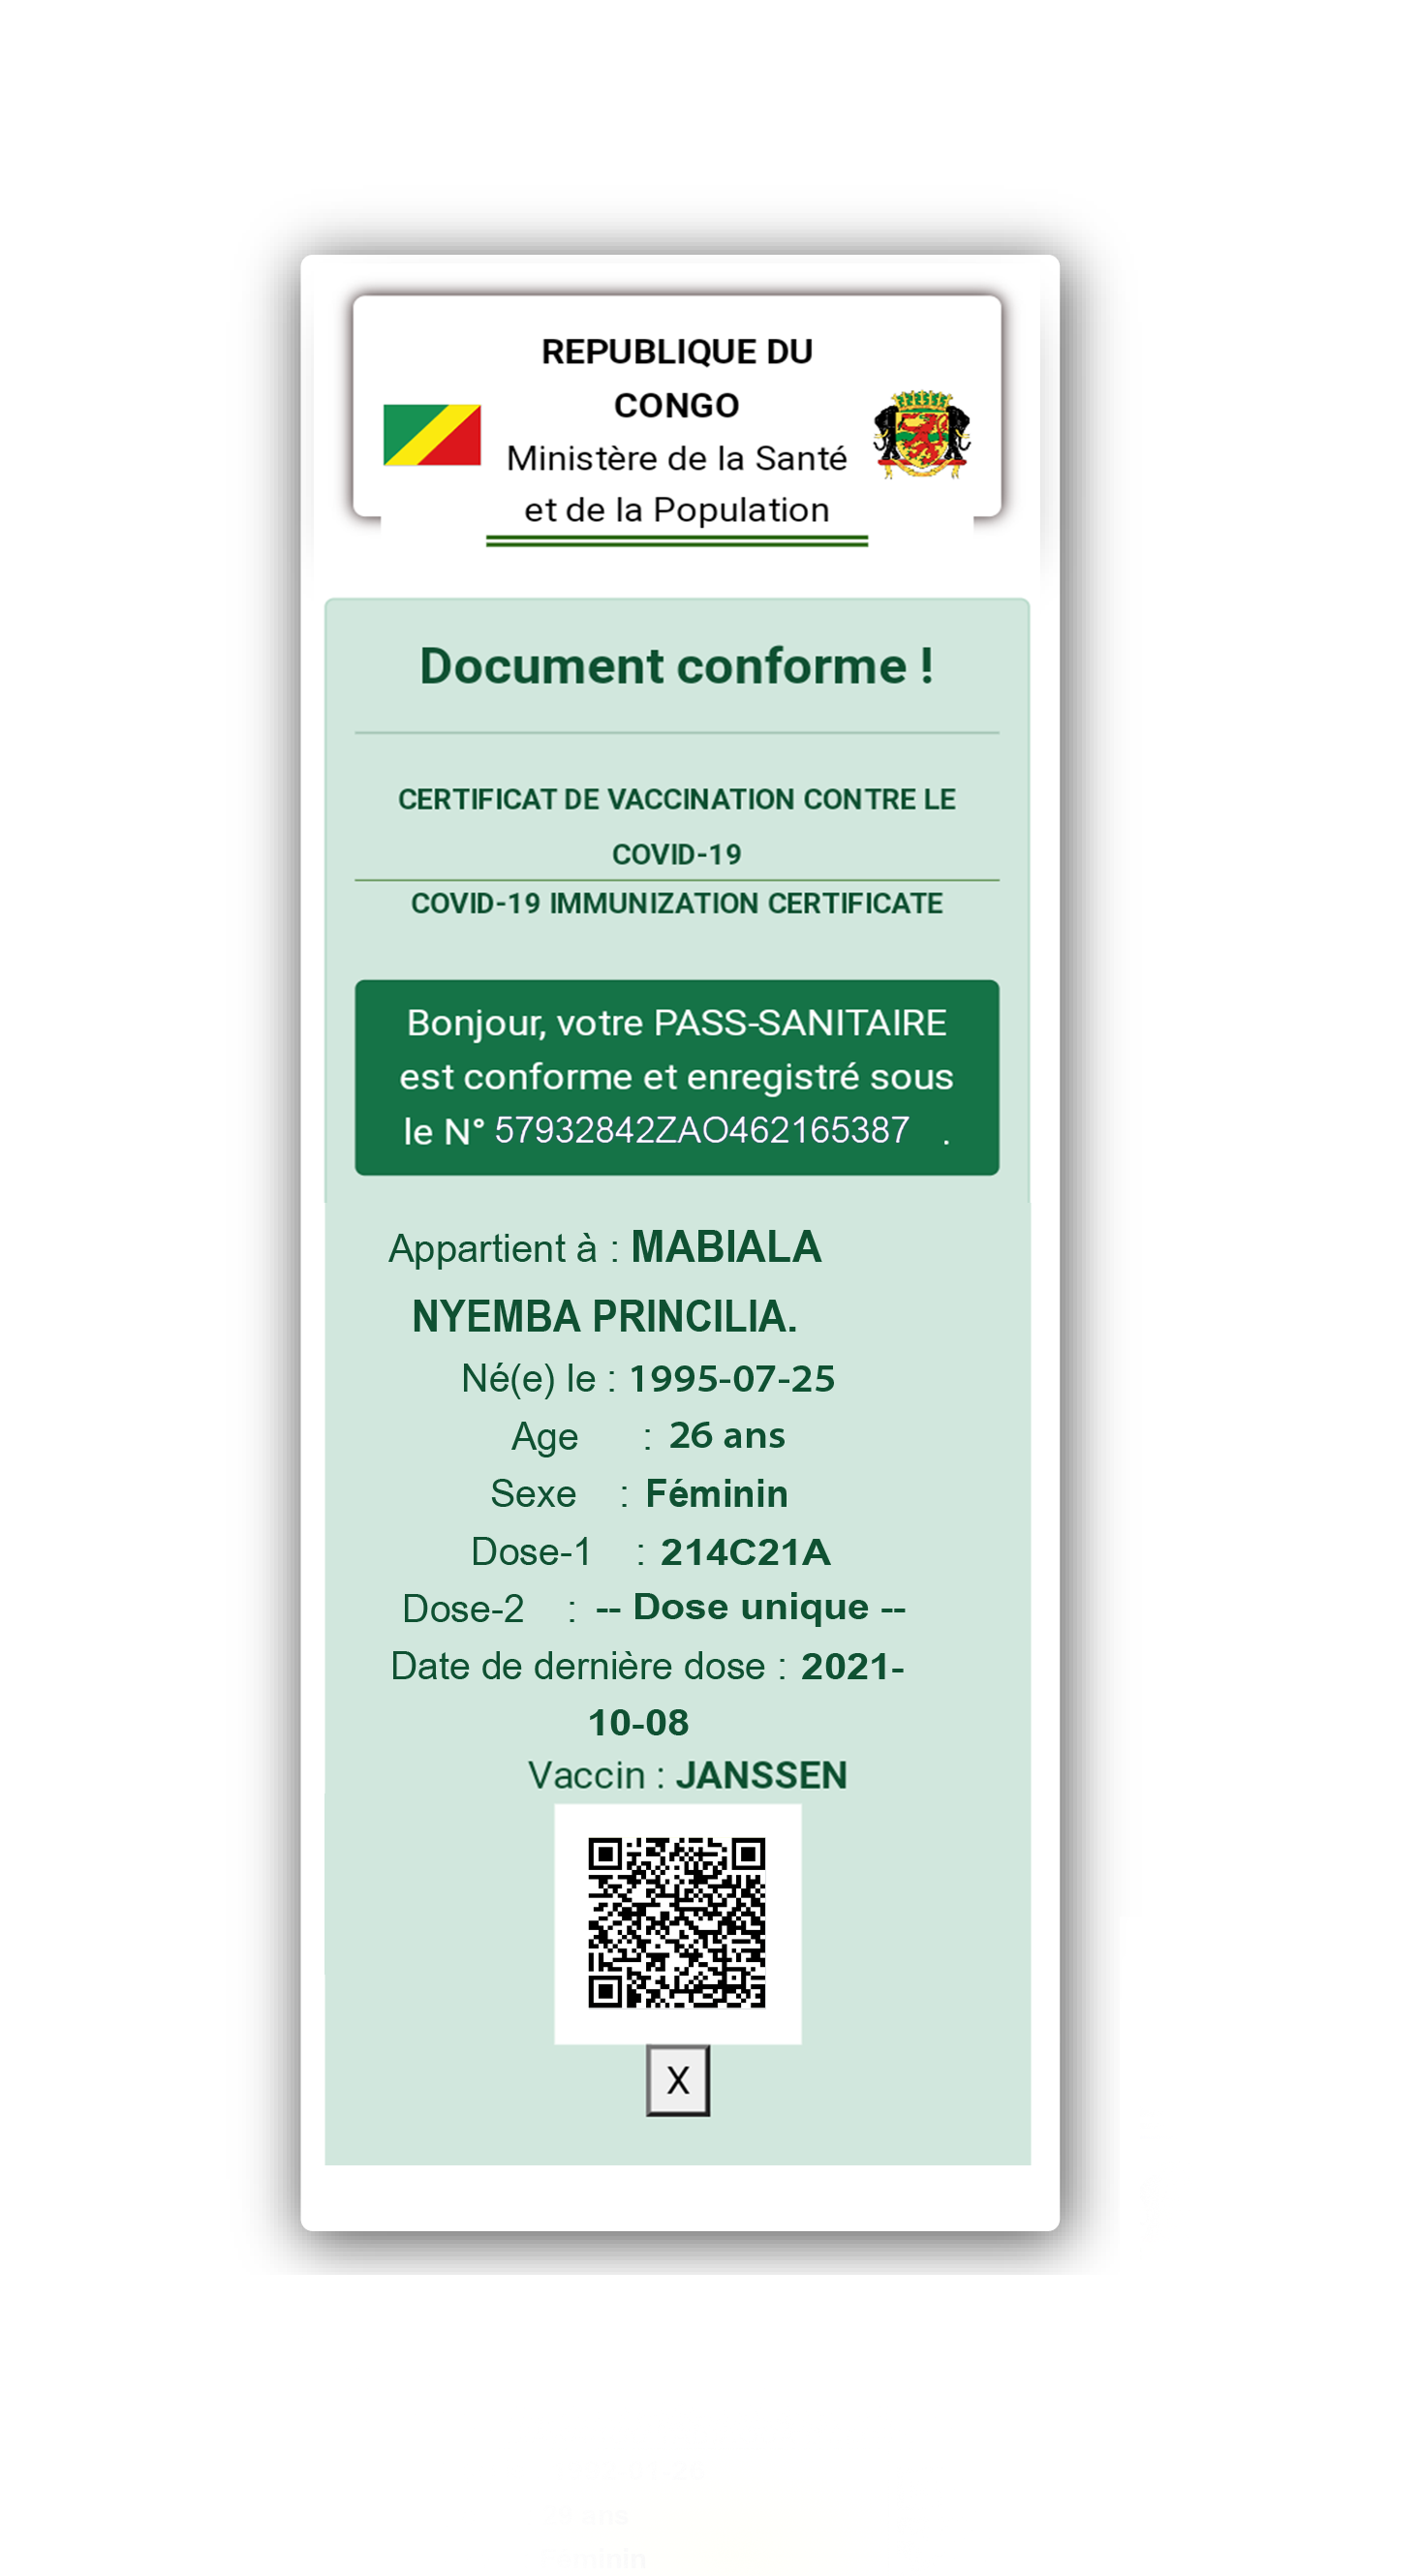 REPUBLIQUE DU
CONGO
Ministère de la Santé
et de la Population
Document conforme !
CERTIFICAT DE VACCINATION CONTRE LE
COVID-19
COVID-19 IMMUNIZATION CERTIFICATE
Bonjour, votre PASS-SANITAIRE
est conforme et enregistré sous
le N° 57932842ZAO462165387 .
Appartient à : MABIALA
NYEMBA PRINCILIA.
Né(e) le : 1995-07-25
Age : 26 ans
Sexe : Féminin
Dose-1 : 214C21A
Dose-2 : -- Dose unique --
Date de dernière dose : 2021-
10-08
Vaccin : JANSSEN
X